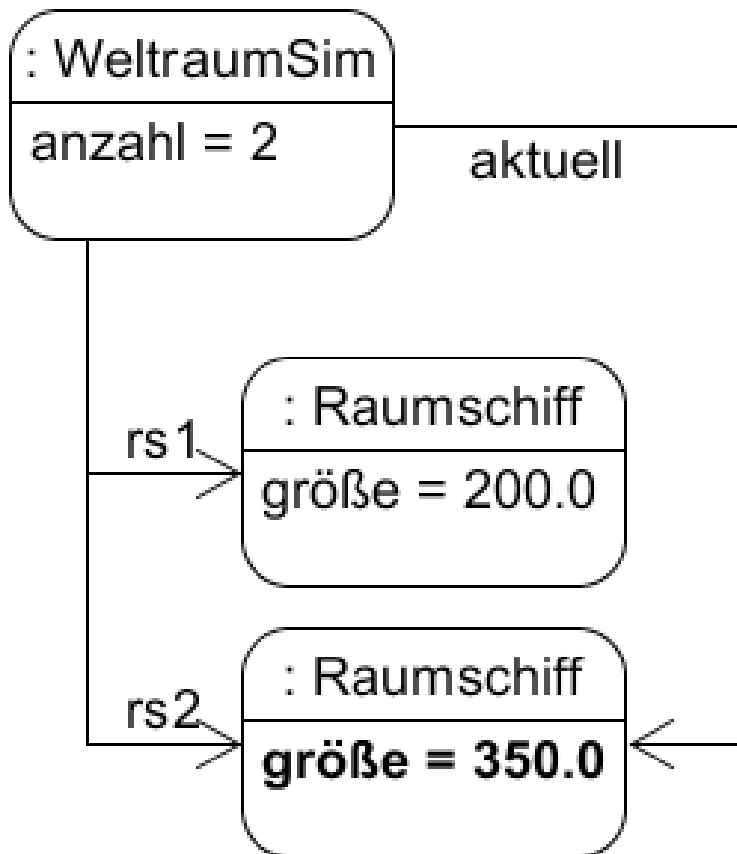 : WeltraumSim
anzahl = 2
aktuell
rs1
: Raumschiff
größe = 200.0
rs2
: Raumschiff
größe = 350.0